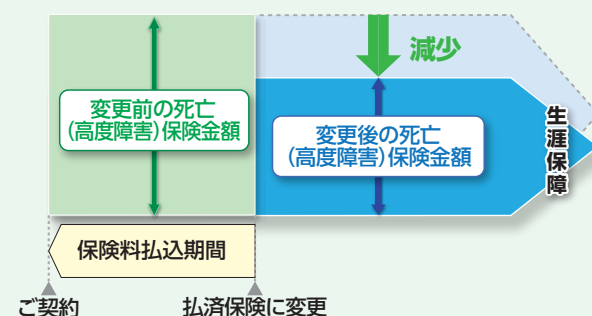 減少
変更前の死亡
(高度障害)保険金額
変更後の死亡
(高度障害)保険金額
生涯保障
保険料払込期間
ご契約
払済保険に変更